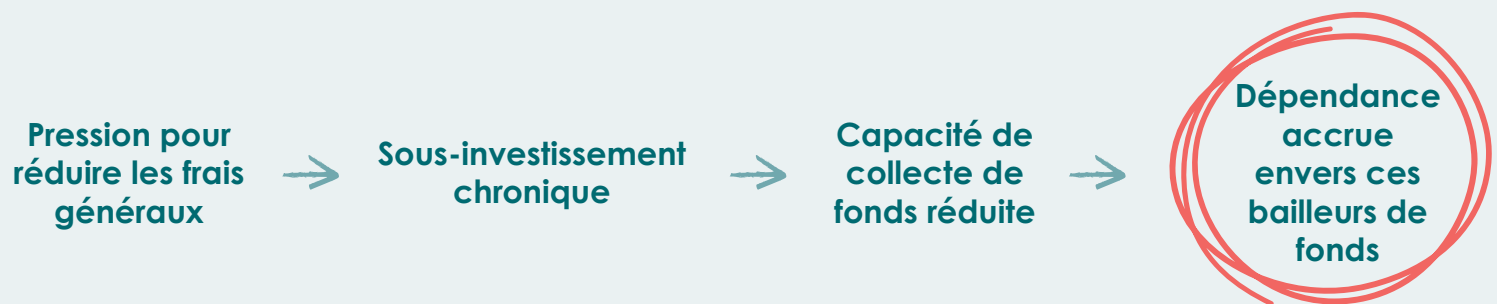 Pression pour
réduire les frais
généraux
Sous-investissement
chronique
Capacité de
collecte de
fonds réduite
Dépendance
accrue
envers ces
bailleurs de
fonds